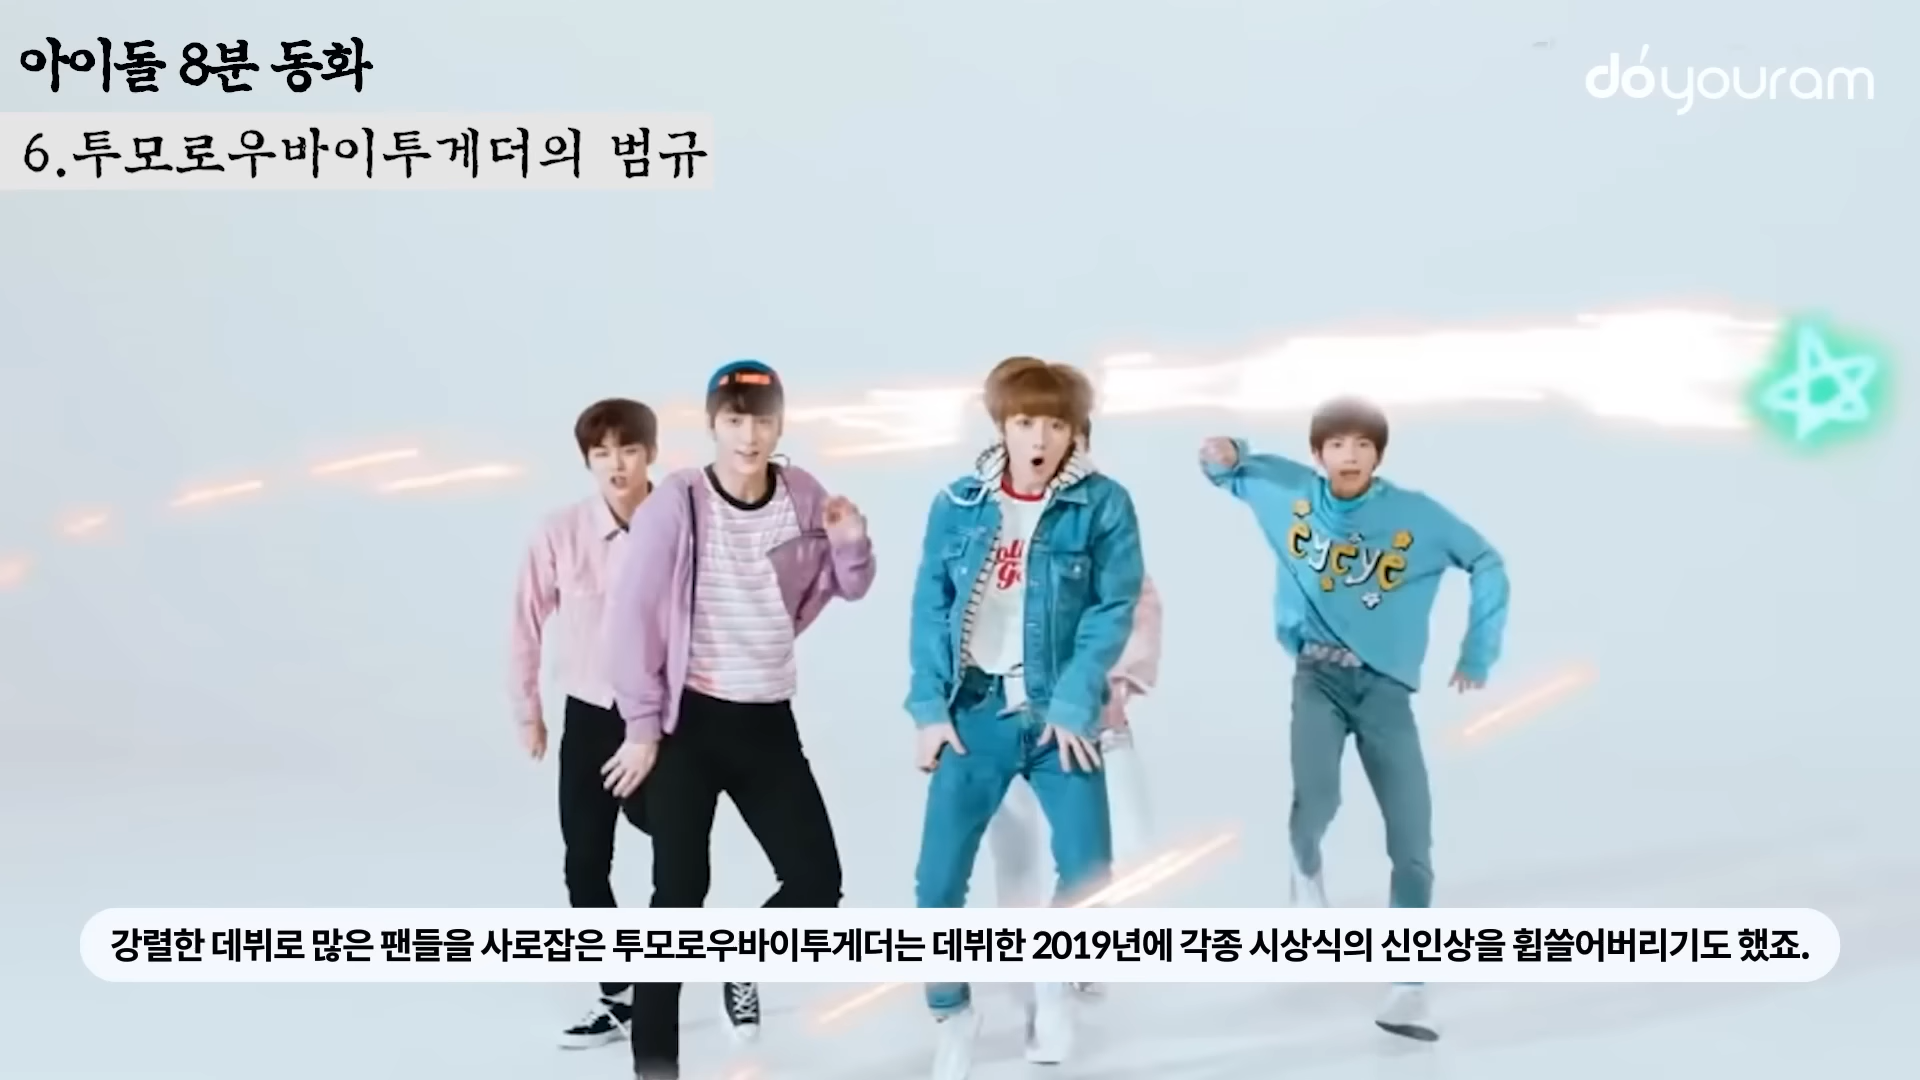 아이돌 8분 동화
dóyouram
6.투모로우바이투게더의 범규
eyeye
강렬한 데뷔로 많은 팬들을 사로잡은 투모로우바이투게더는 데뷔한 2019년에 각종 시상식의 신인상을 휩쓸어버리기도 했죠.